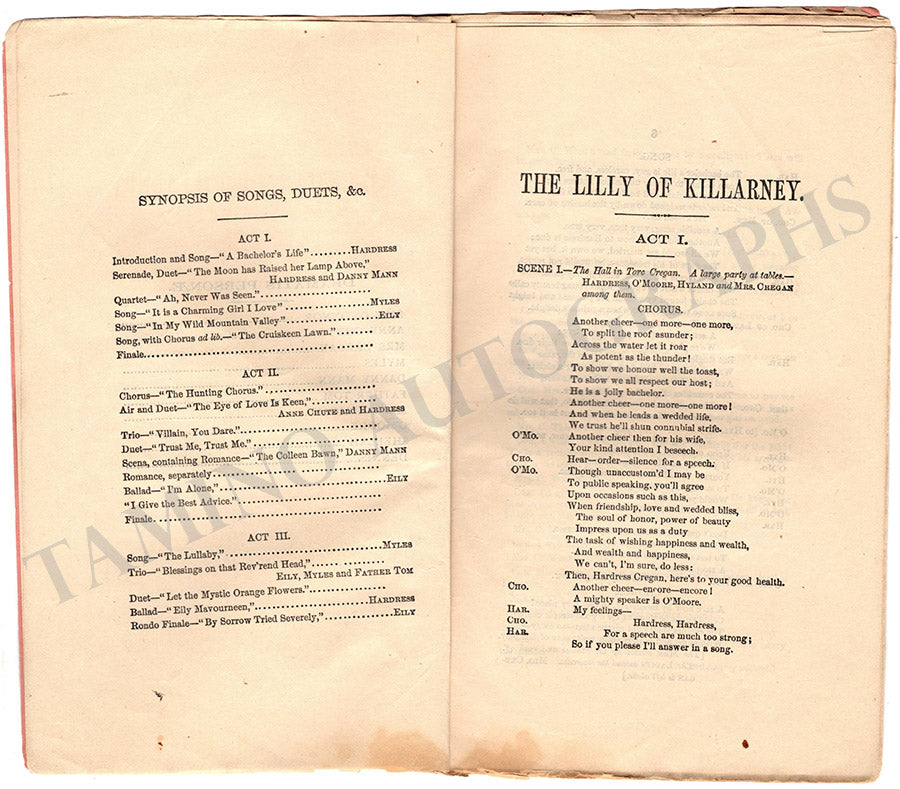 SYNOPSIS OF SONGS, DUETS, &c.
ACT I.
Introduction and Song—"A Bachelor's Life".........HARDRESS
Serenade, Duet—"The Moon has Raised her Lamp Above,"
HARDRESS and DANNY MANN
Quartet—"Ah, Never Was Seen."....................
Song—"It is a Charming Girl I Love"..............MYLES
Song—"In My Wild Mountain Valley"................EILY
Song, with Chorus ad lib.—"The Cruiskeen Lawn."........
Finale..............................
ACT II.
Chorus—"The Hunting Chorus."......................
Air and Duet—"The Eye of Love Is Keen,"..........
ANNE CHUTE and HARDRESS
Trio—"Villain, You Dare."........................
Duet—"Trust Me, Trust Me.".......................
Scena, containing Romance—"The Colleen Bawn," DANNY MANN
Romance, separately..............................
Ballad—"I'm Alone,"..............................EILY
"I Give the Best Advice."........................
Finale...........................................
ACT III.
Song—"The Lullaby,"..............................MYLES
Trio—"Blessings on that Rev'rend Head,"..........
EILY, MYLES and FATHER TOM
Duet—"Let the Mystic Orange Flowers."............
Ballad—"Eily Mavourneen,"........................HARDRESS
Rondo Finale—"By Sorrow Tried Severely,".........EILY
THE LILLY OF KILLARNEY.
ACT I.
SCENE I.—The Hall in Torc Cregan. A large party at tables.—
HARDRESS, O'MOORE, HYLAND and MRS. CREGAN
among them.
CHORUS.
Another cheer—one more—one more,
To split the roof asunder;
Across the water let it roar
As potent as the thunder!
To show we honour well the toast,
To show we all respect our host;
He is a jolly bachelor.
Another cheer—one more—one more!
And when he leads a wedded life,
We trust he'll shun connubial strife.
O'MO. Another cheer then for his wife,
Your kind attention I beseech.
CHO. Hear—order—silence for a speech.
O'MO. Though unaccustom'd I may be
To public speaking, you'll agree
Upon occasions such as this,
When friendship, love and wedded bliss,
The soul of honor, power of beauty
Impress upon us as a duty
The task of wishing happiness and wealth,
And wealth and happiness,
We can't, I'm sure, do less:
Then, Hardress Cregan, here's to your good health.
CHO. Another cheer—encore—encore!
A mighty speaker is O'Moore.
HAR. My feelings—
CHO. Hardress, Hardress,
HAR. For a speech are much too strong;
So if you please I'll answer in a song.
TAMINO AUTOGRAPHS